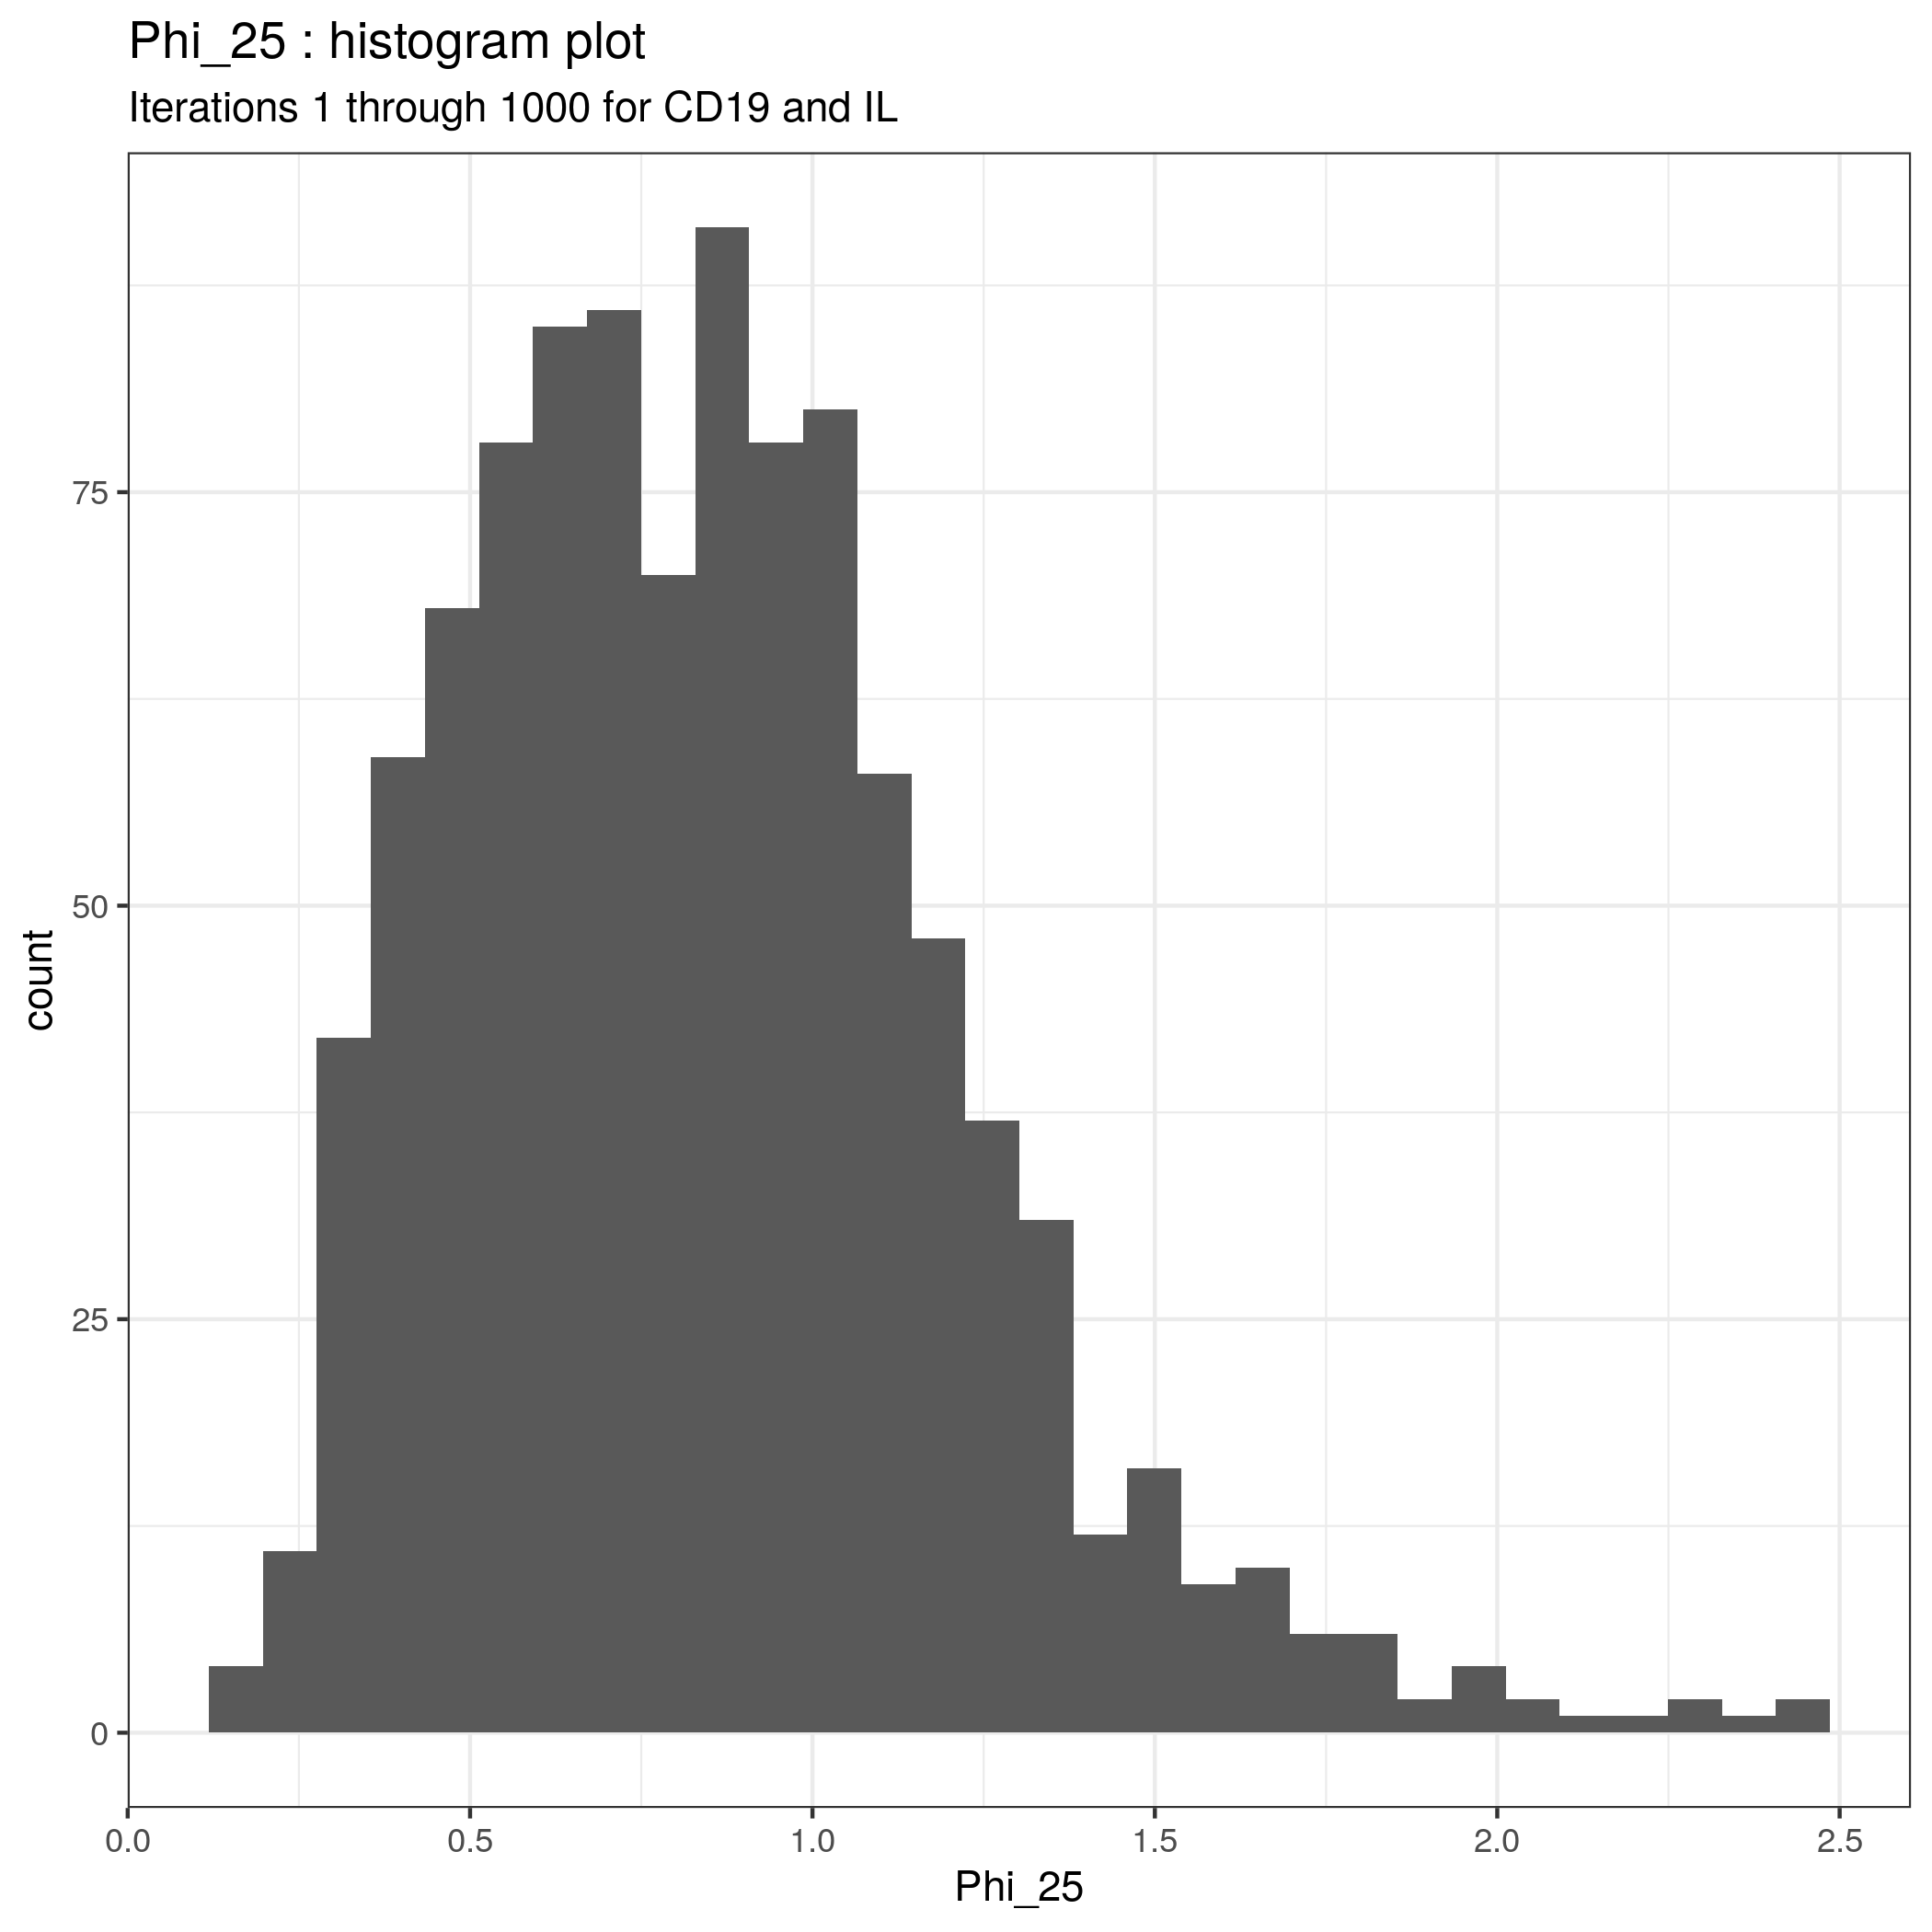 Phi_25 : histogram plot
Iterations 1 through 1000 for CD19 and IL
count
75
50
25
0
0.0 0.5 1.0 1.5 2.0 2.5
Phi_25